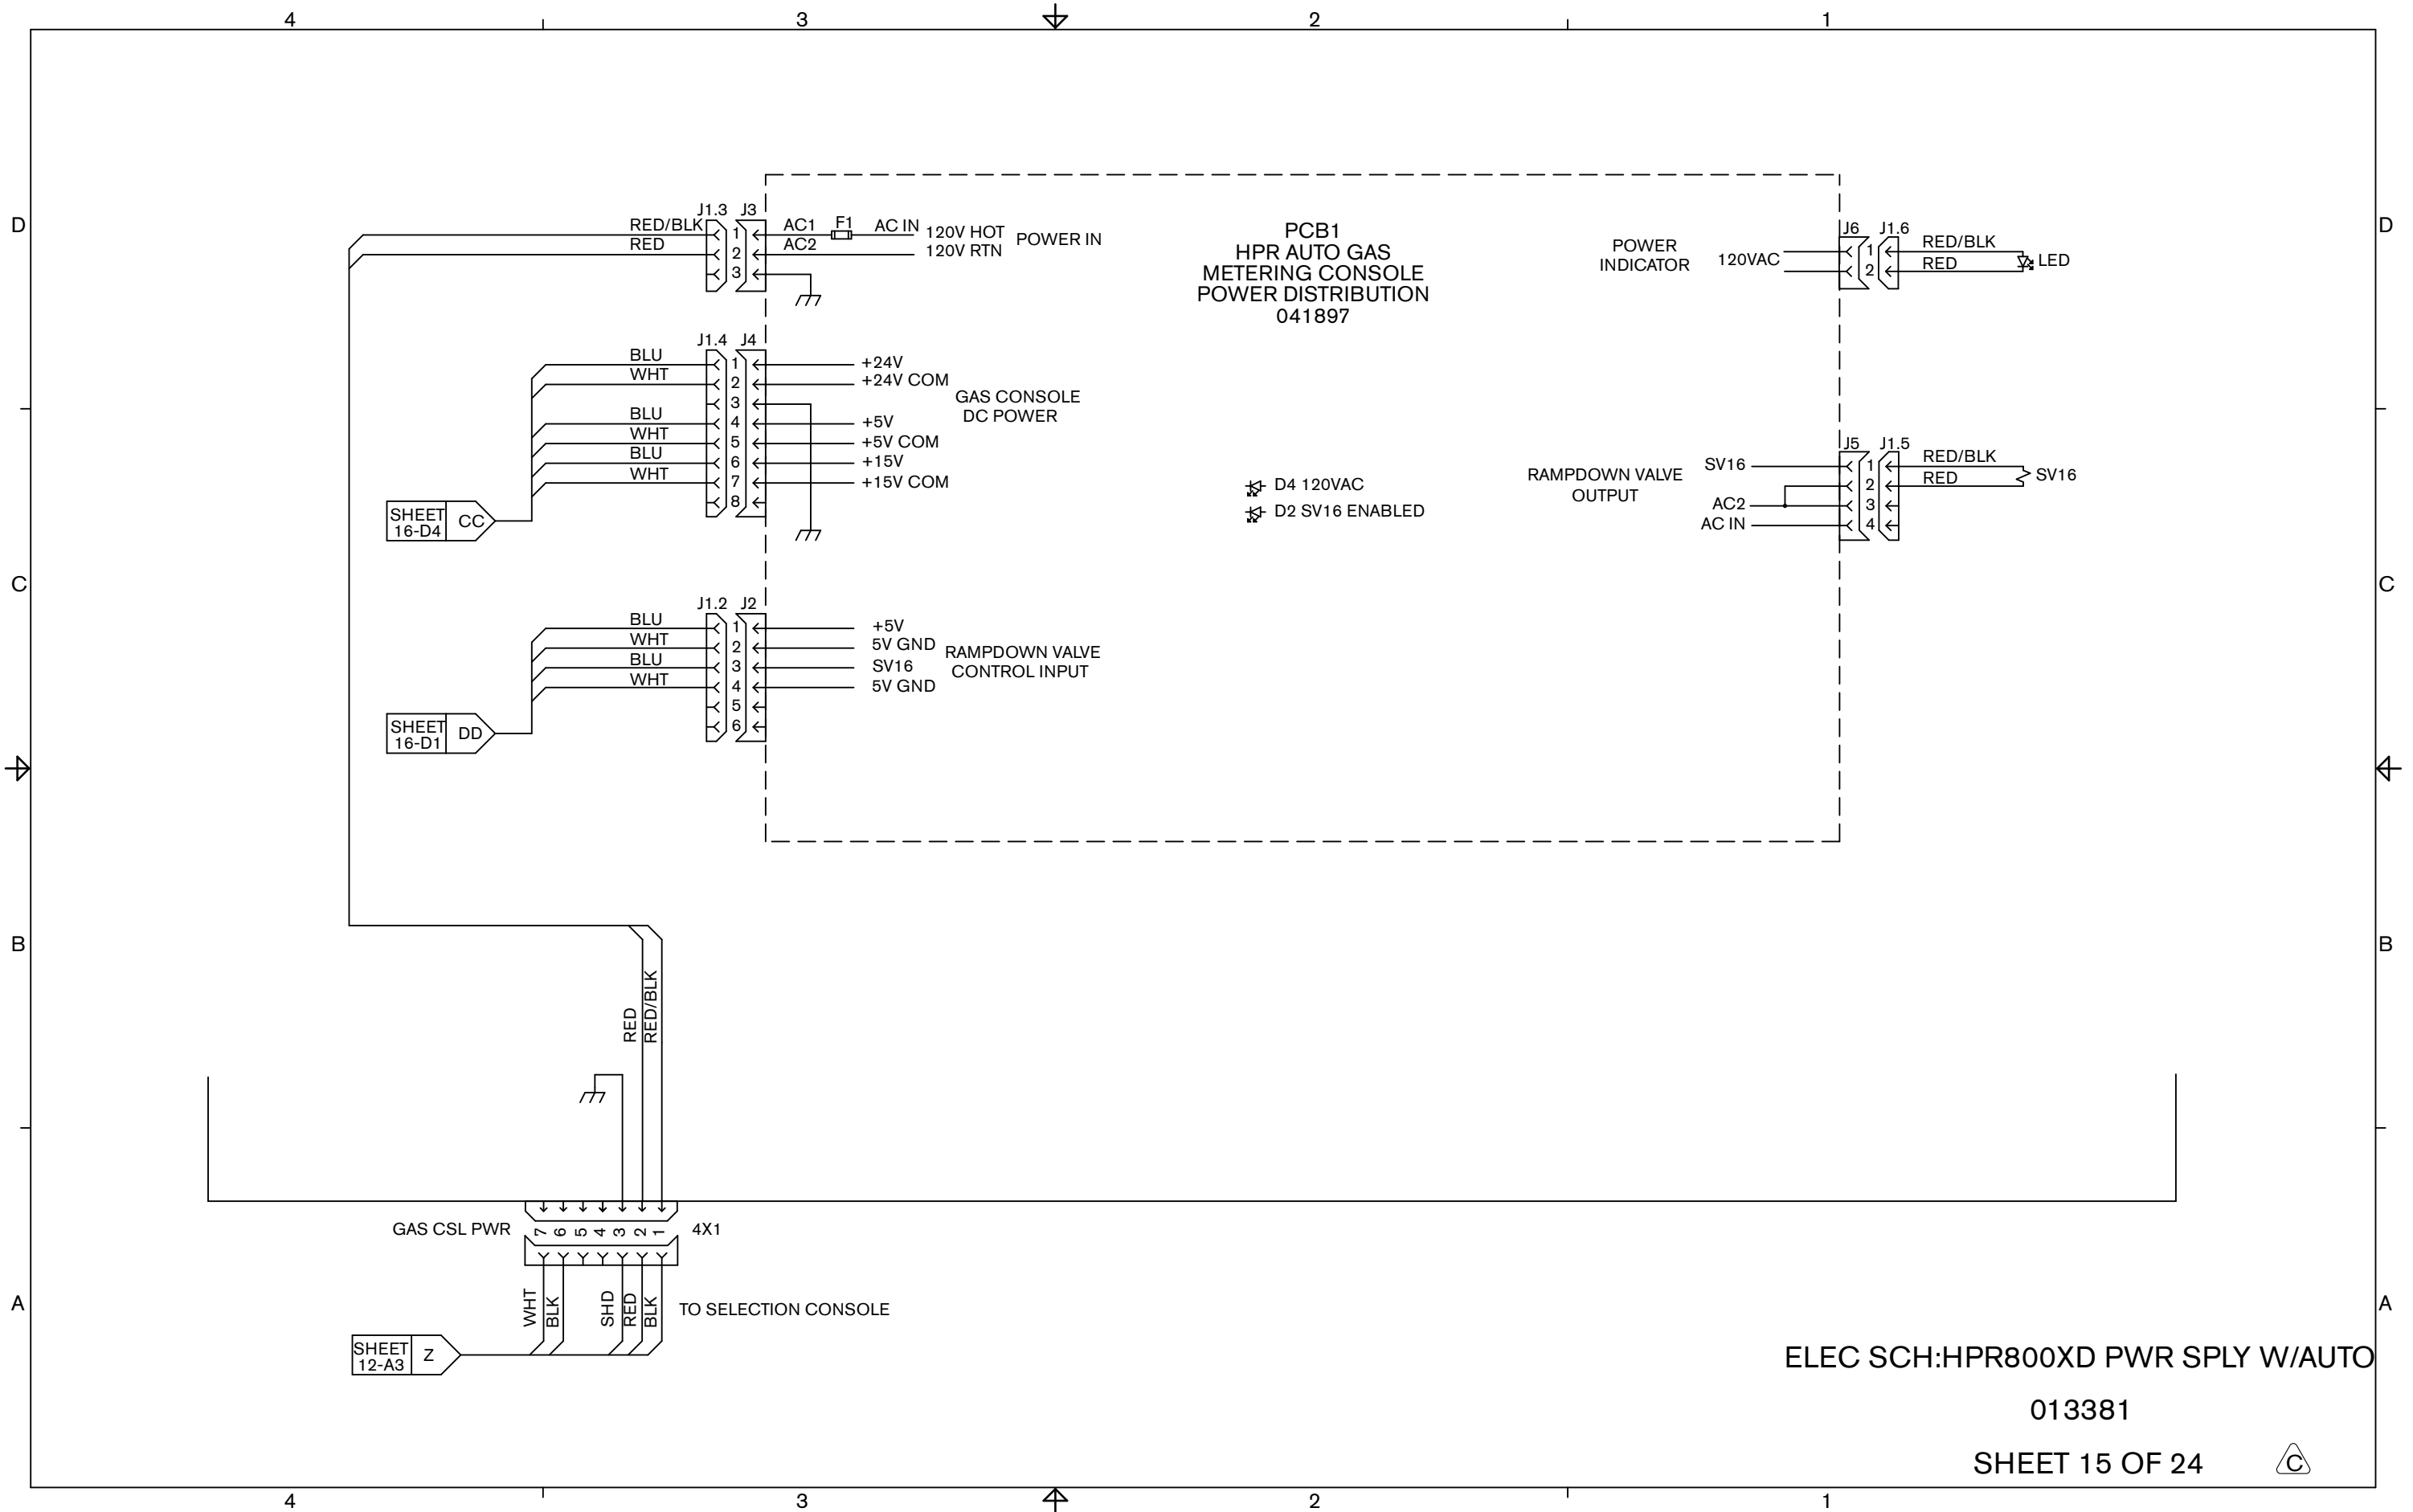 4 3 2 1
D D
J1.3 J3
RED/BLK 1 AC1 F1 AC IN 120V HOT
RED 2 AC2 120V RTN
POWER IN
3
PCB1
HPR AUTO GAS
METERING CONSOLE
POWER DISTRIBUTION
041897
POWER
INDICATOR
120VAC
J6 J1.6
1 RED/BLK
2 RED
LED
J1.4 J4
BLU 1 +24V
WHT 2 +24V COM
3
BLU 4 +5V
WHT 5 +5V COM
BLU 6 +15V
WHT 7 +15V COM
8
GAS CONSOLE
DC POWER
SHEET
16-D4
CC
D4 120VAC
D2 SV16 ENABLED
RAMPDOWN VALVE
OUTPUT
J5 J1.5
SV16 1 RED/BLK
2 RED
SV16
AC2 3
AC IN 4
C C
J1.2 J2
BLU 1 +5V
WHT 2 5V GND
BLU 3 SV16
WHT 4 5V GND
5
6
RAMPDOWN VALVE
CONTROL INPUT
SHEET
16-D1
DD
B B
RED
RED/BLK
GAS CSL PWR 7 6 5 4 3 2 1 4X1
WHT
BLK
SHD
RED
BLK
TO SELECTION CONSOLE
A A
SHEET
12-A3
Z
ELEC SCH:HPR800XD PWR SPLY W/AUTO
013381
SHEET 15 OF 24 C
4 3 2 1